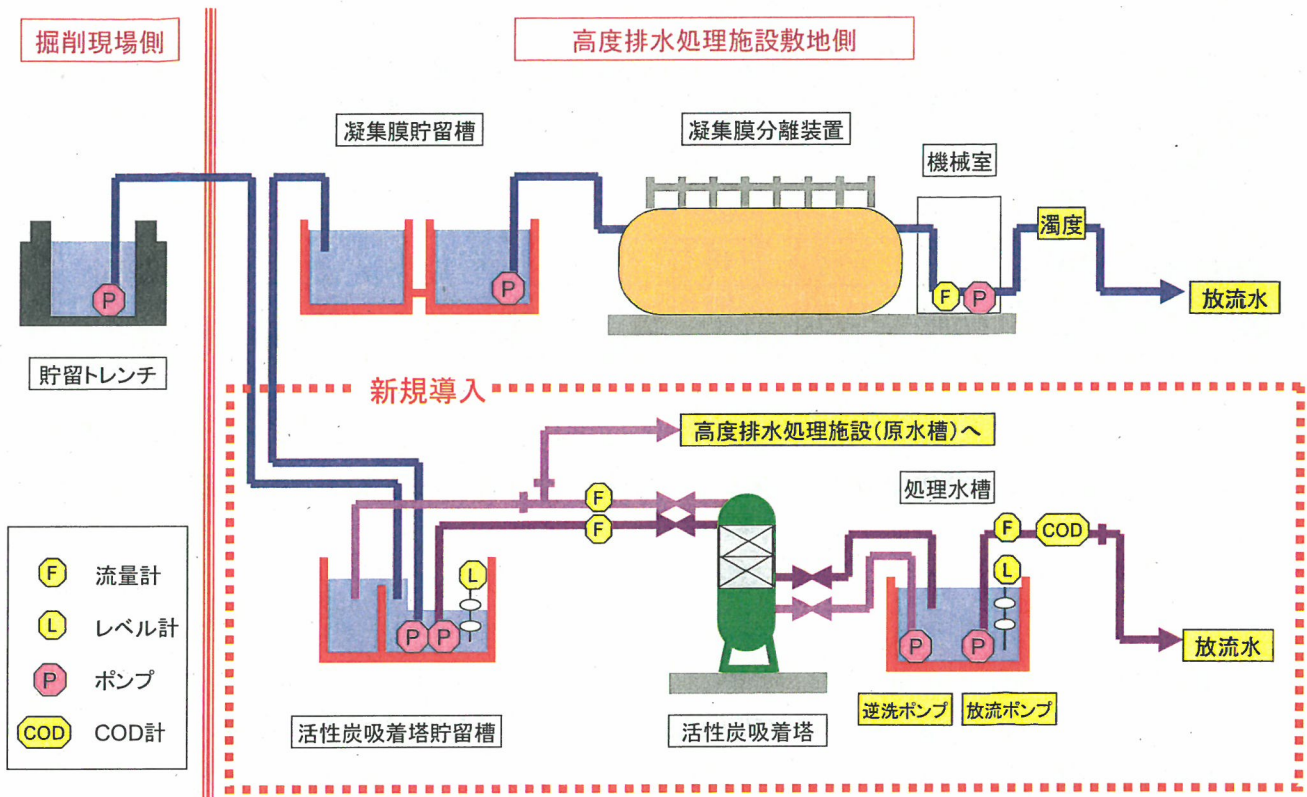 掘削現場側
高度排水処理施設敷地側
凝集膜貯留槽
凝集膜分離装置
機械室
濁度
P
P
F
P
放流水
貯留トレンチ
新規導入
高度排水処理施設(原水槽)へ
処理水槽
F
F
F
COD
L
L
P
P
P
P
放流水
逆洗ポンプ
放流ポンプ
活性炭吸着塔貯留槽
活性炭吸着塔
F 流量計
L レベル計
P ポンプ
COD COD計